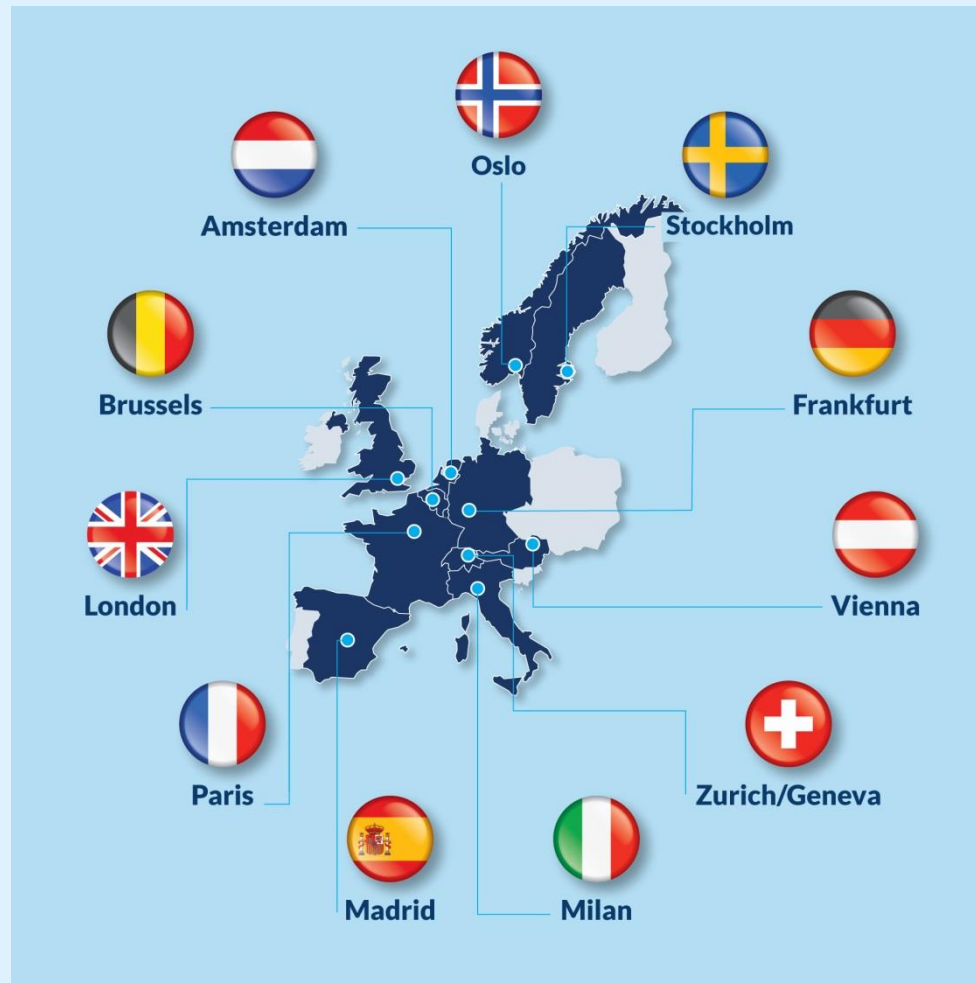 Oslo
Amsterdam
Stockholm
Brussels
Frankfurt
London
Vienna
Paris
Zurich/Geneva
Madrid
Milan